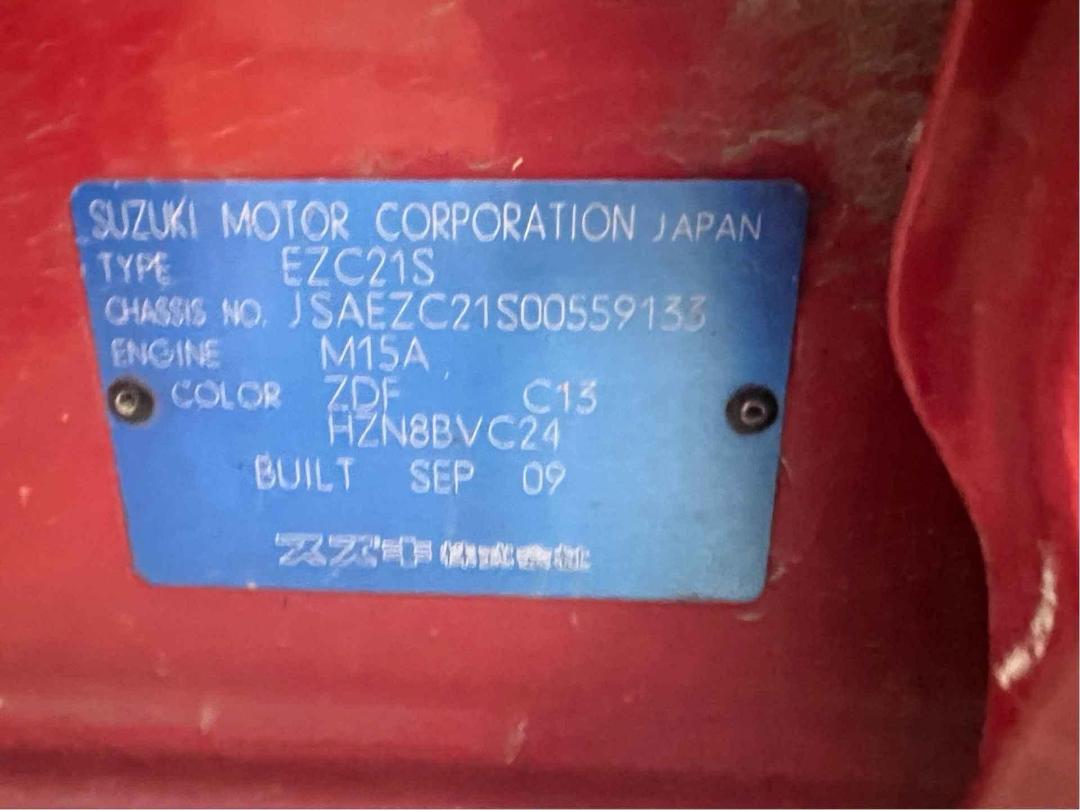 SUZUKI MOTOR CORPORATION JAPAN
TYPE EZC21S
CHASSIS NO. JSAEZC21S00559133
ENGINE M15A
COLOR ZDF C13
HZN8BVC24
BUILT SEP 09
スズキ株式会社